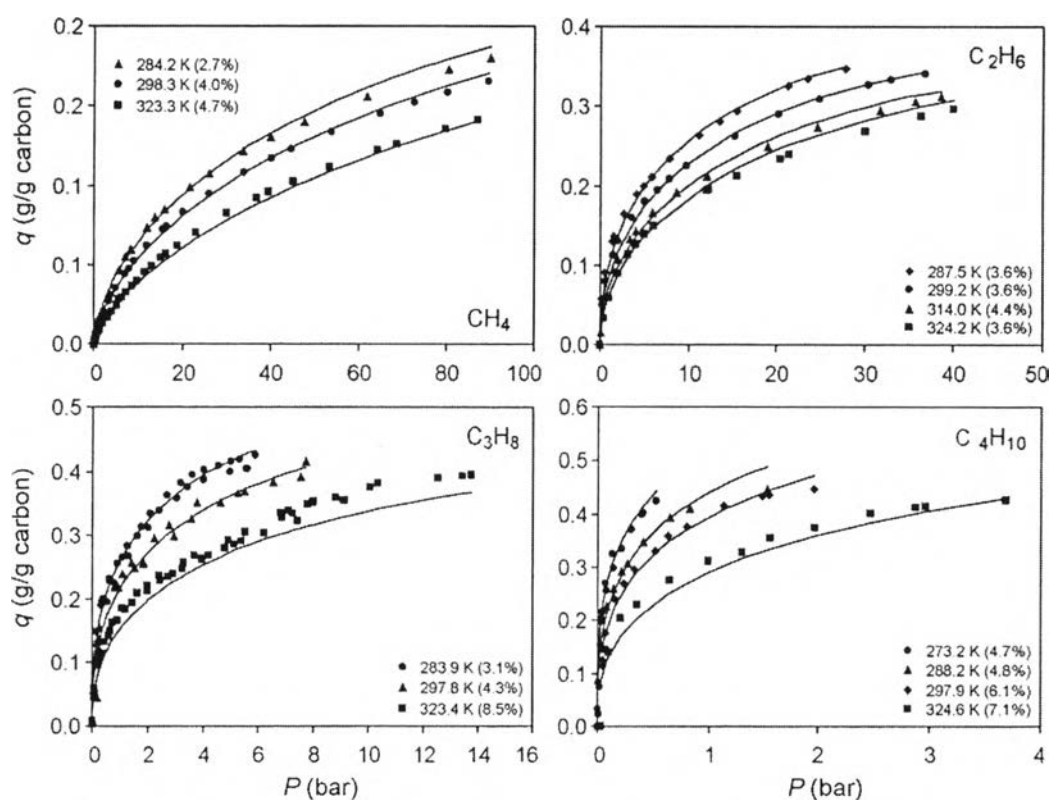 q (g/g carbon)
0.2
0.2
0.1
0.1
0.0
284.2 K (2.7%)
298.3 K (4.0%)
323.3 K (4.7%)
CH4
0 20 40 60 80 100
0.4
0.3
0.2
0.1
0.0
C2H6
287.5 K (3.6%)
299.2 K (3.6%)
314.0 K (4.4%)
324.2 K (3.6%)
0 10 20 30 40 50
q (g/g carbon)
0.5
0.4
0.3
0.2
0.1
0.0
C3H8
283.9 K (3.1%)
297.8 K (4.3%)
323.4 K (8.5%)
0 2 4 6 8 10 12 14 16
P (bar)
0.6
0.5
0.4
0.3
0.2
0.1
0.0
C4H10
273.2 K (4.7%)
288.2 K (4.8%)
297.9 K (6.1%)
324.6 K (7.1%)
0 1 2 3 4
P (bar)